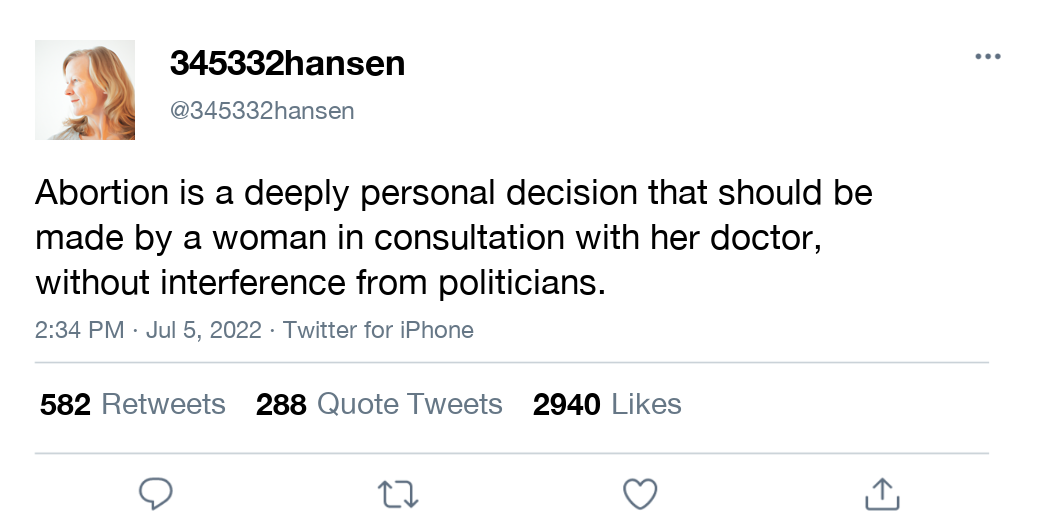 345332hansen
@345332hansen
Abortion is a deeply personal decision that should be
made by a woman in consultation with her doctor,
without interference from politicians.
2:34 PM · Jul 5, 2022 · Twitter for iPhone
582 Retweets 288 Quote Tweets 2940 Likes